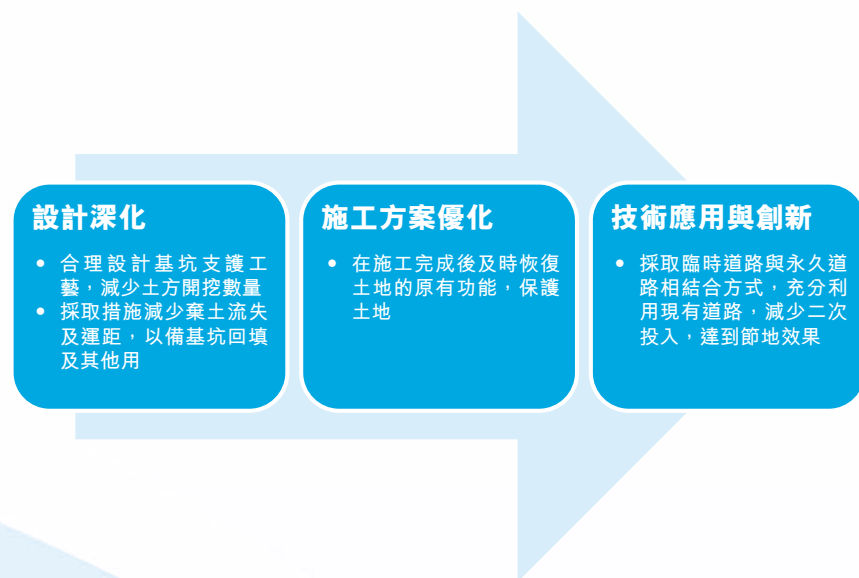 設計深化
• 合理設計基坑支護工
藝，減少土方開挖數量
• 採取措施減少棄土流失
及運距，以備基坑回填
及其他用
施工方案優化
• 在施工完成後及時恢復
土地的原有功能，保護
土地
技術應用與創新
• 採取臨時道路與永久道
路相結合方式，充分利
用現有道路，減少二次
投入，達到節地效果